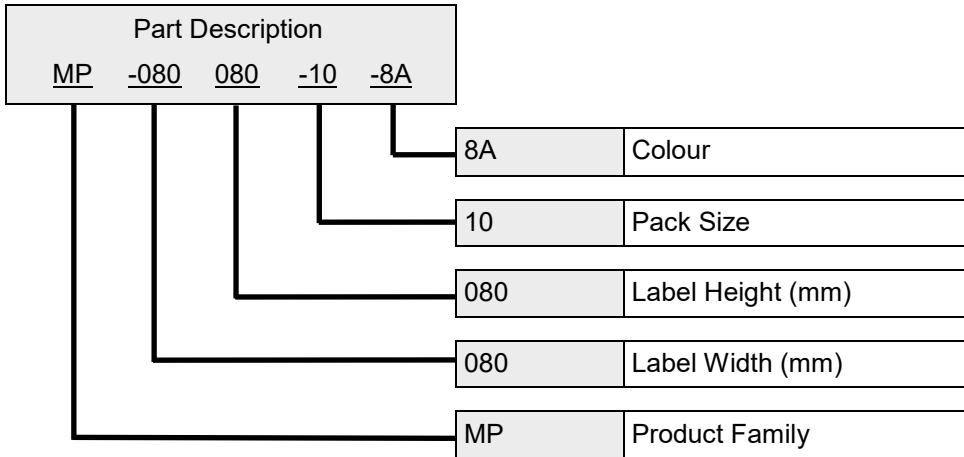 Part Description
MP -080 080 -10 -8A
8A Colour
10 Pack Size
080 Label Height (mm)
080 Label Width (mm)
MP Product Family